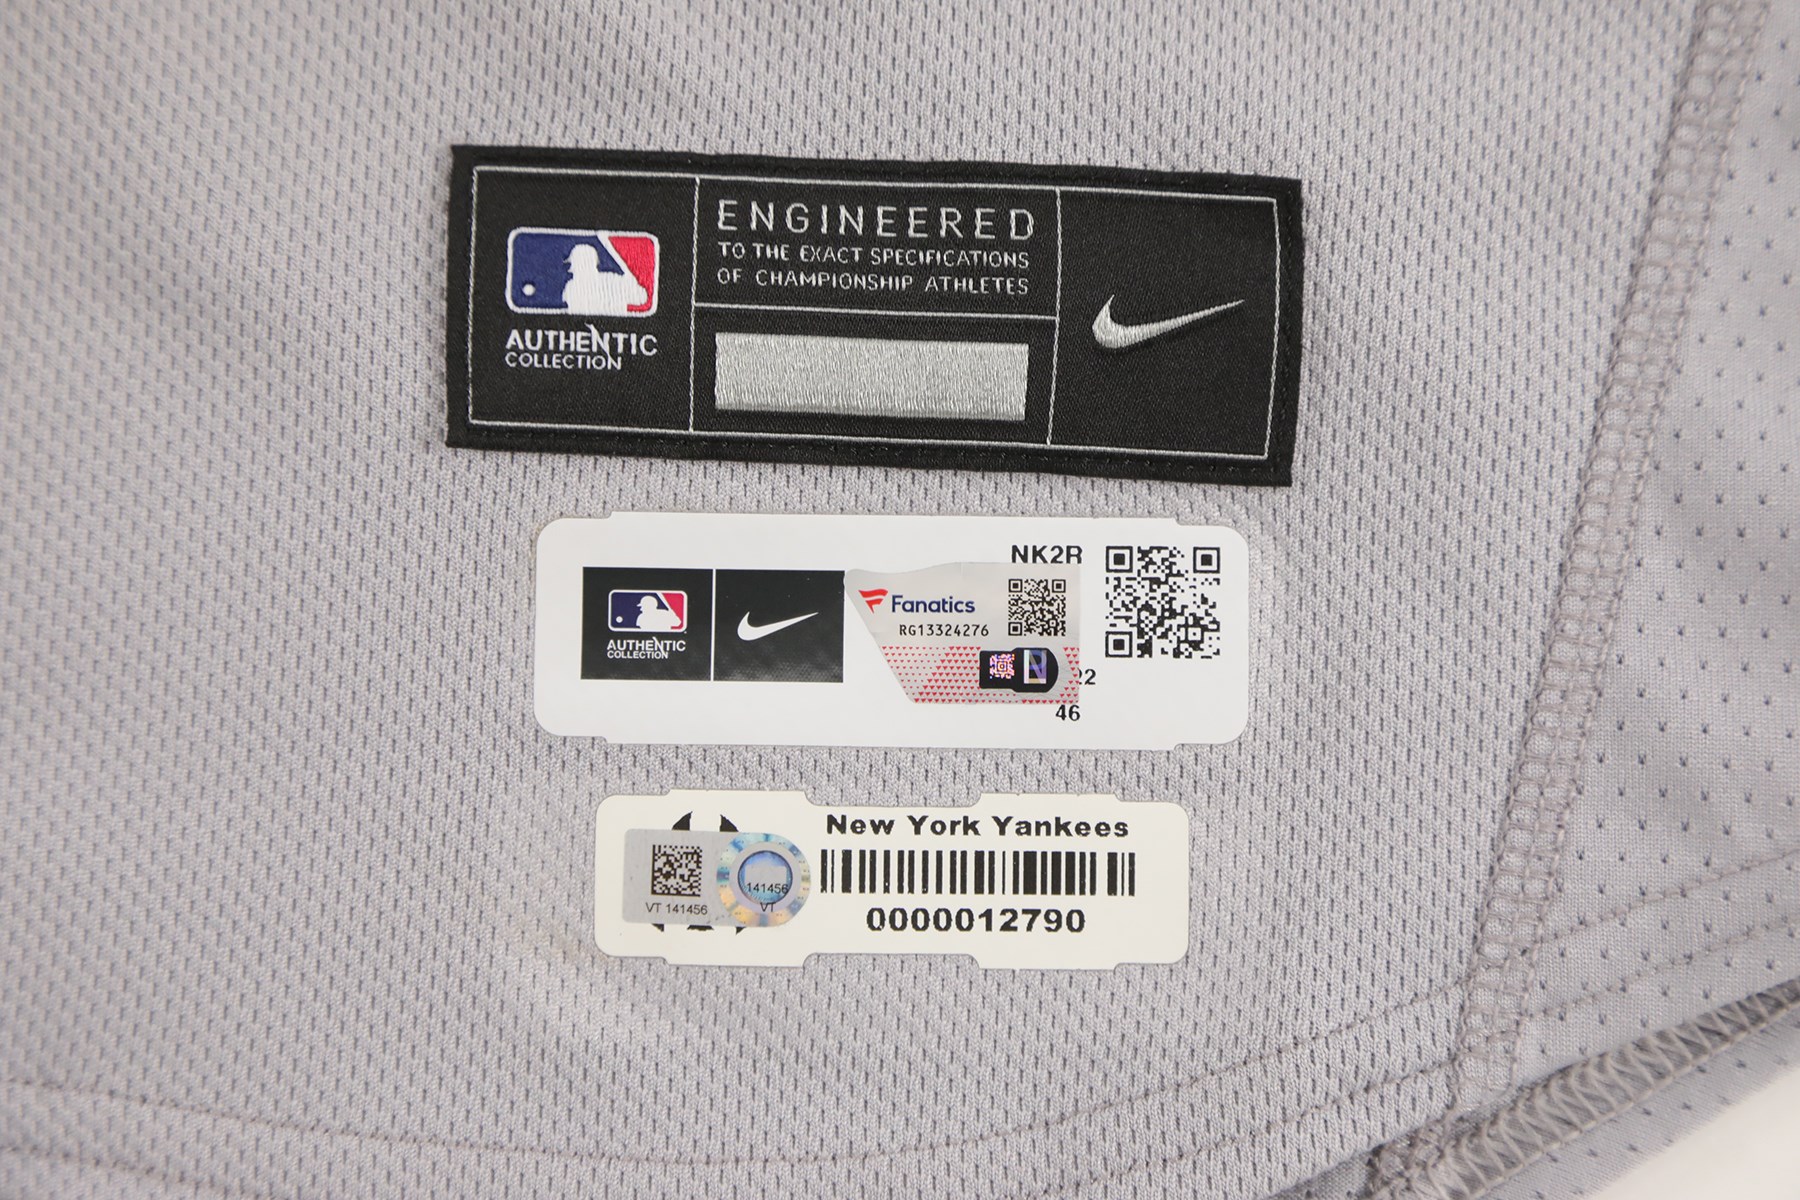 ENGINEERED
TO THE EXACT SPECIFICATIONS
OF CHAMPIONSHIP ATHLETES
AUTHENTIC
COLLECTION
NK2R
Fanatics
RG13324276
AUTHENTIC
COLLECTION
22
46
New York Yankees
141456
VT
VT 141456
0000012790